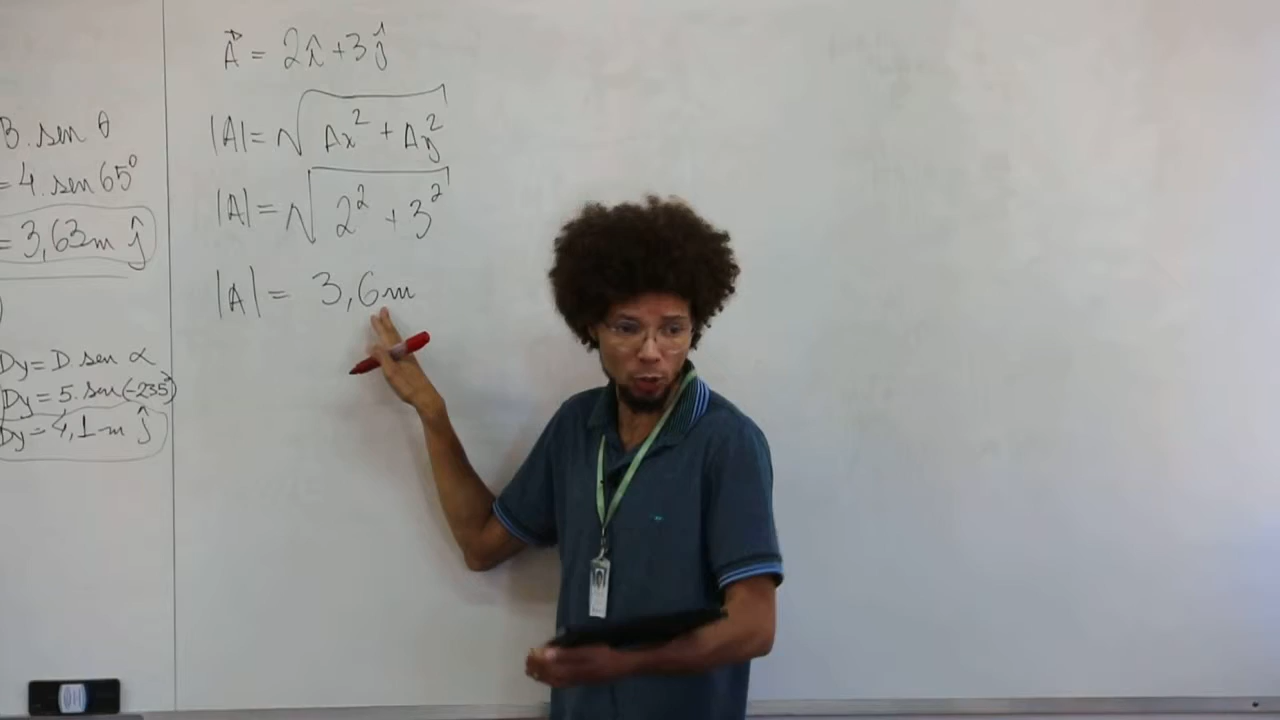 B. sen θ
= 4. sen 65°
= 3,63m ĵ
)
Dy = D sen α
Dy = 5. sen(-235°)
Dy = 4,1 m ĵ
A⃗ = 2î + 3ĵ
|A| = √(Ax² + Ay²)
|A| = √(2² + 3²)
|A| = 3,6m